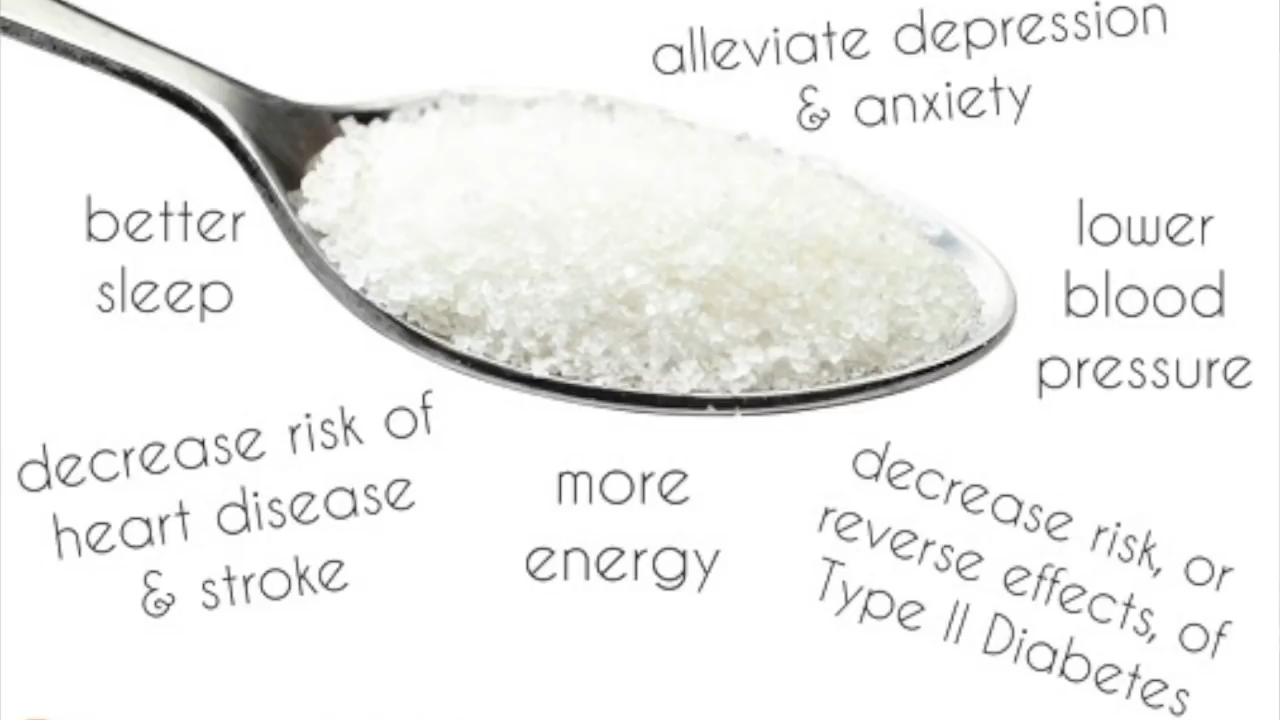 alleviate depression
& anxiety
better
sleep
lower
blood
pressure
decrease risk of
heart disease
& stroke
more
energy
decrease risk, or
reverse effects, of
Type II Diabetes